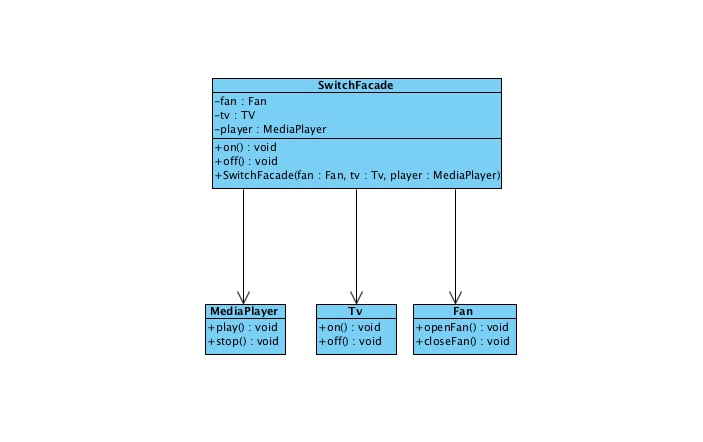 SwitchFacade
-fan : Fan
-tv : TV
-player : MediaPlayer
+on() : void
+off() : void
+SwitchFacade(fan : Fan, tv : Tv, player : MediaPlayer)
MediaPlayer
+play() : void
+stop() : void
Tv
+on() : void
+off() : void
Fan
+openFan() : void
+closeFan() : void